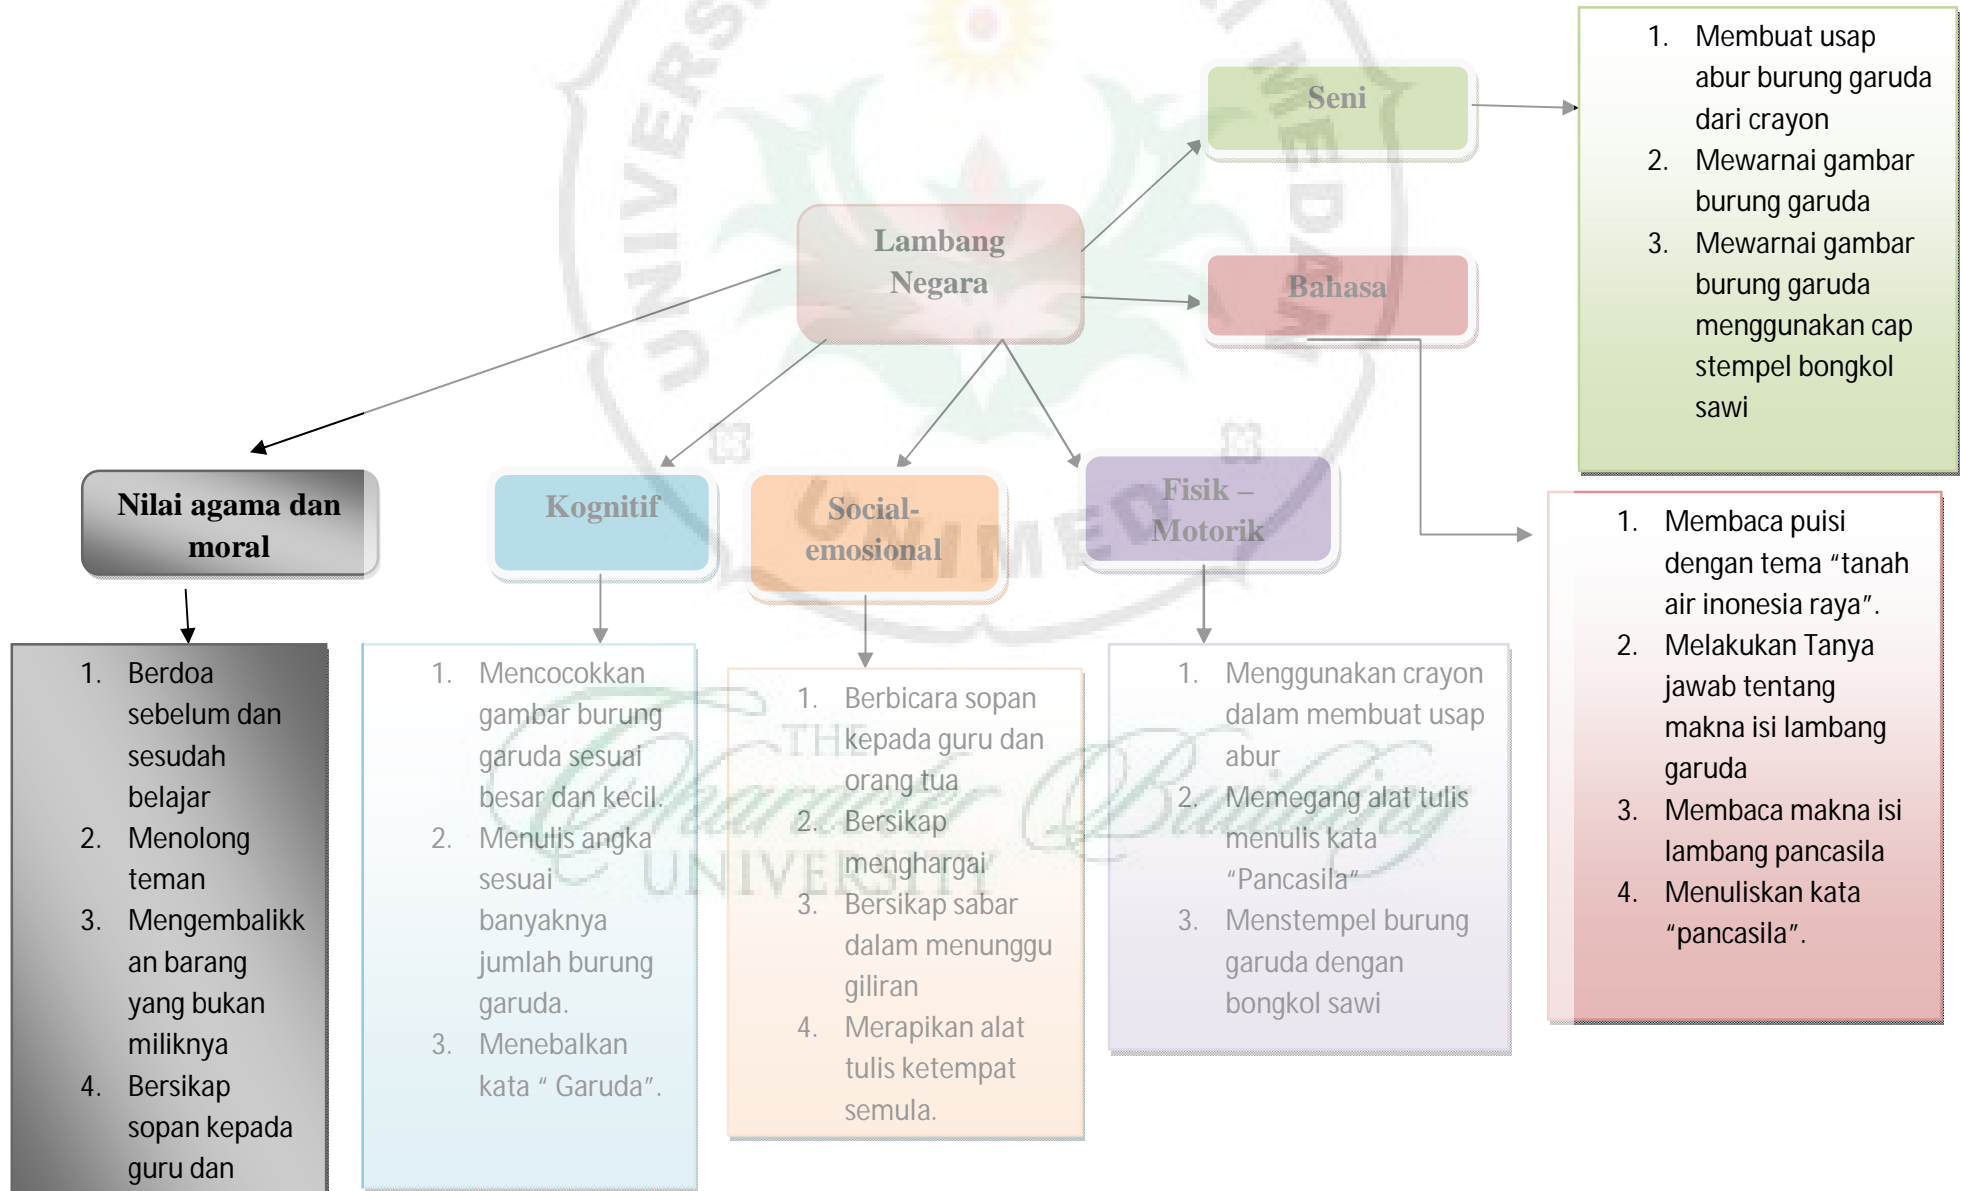 Lambang
Negara
Seni
1. Membuat usap
abur burung garuda
dari crayon
2. Mewarnai gambar
burung garuda
3. Mewarnai gambar
burung garuda
menggunakan cap
stempel bongkol
sawi
Bahasa
1. Membaca puisi
dengan tema “tanah
air inonesia raya”.
2. Melakukan Tanya
jawab tentang
makna isi lambang
garuda
3. Membaca makna isi
lambang pancasila
4. Menuliskan kata
“pancasila”.
Nilai agama dan
moral
1. Berdoa
sebelum dan
sesudah
belajar
2. Menolong
teman
3. Mengembalikk
an barang
yang bukan
miliknya
4. Bersikap
sopan kepada
guru dan
Kognitif
1. Mencocokkan
gambar burung
garuda sesuai
besar dan kecil.
2. Menulis angka
sesuai
banyaknya
jumlah burung
garuda.
3. Menebalkan
kata “ Garuda”.
Social-
emosional
1. Berbicara sopan
kepada guru dan
orang tua
2. Bersikap
menghargai
3. Bersikap sabar
dalam menunggu
giliran
4. Merapikan alat
tulis ketempat
semula.
Fisik –
Motorik
1. Menggunakan crayon
dalam membuat usap
abur
2. Memegang alat tulis
menulis kata
“Pancasila”
3. Menstempel burung
garuda dengan
bongkol sawi
UNIMED
THE
Character Building
UNIVERSITY
MEDAN